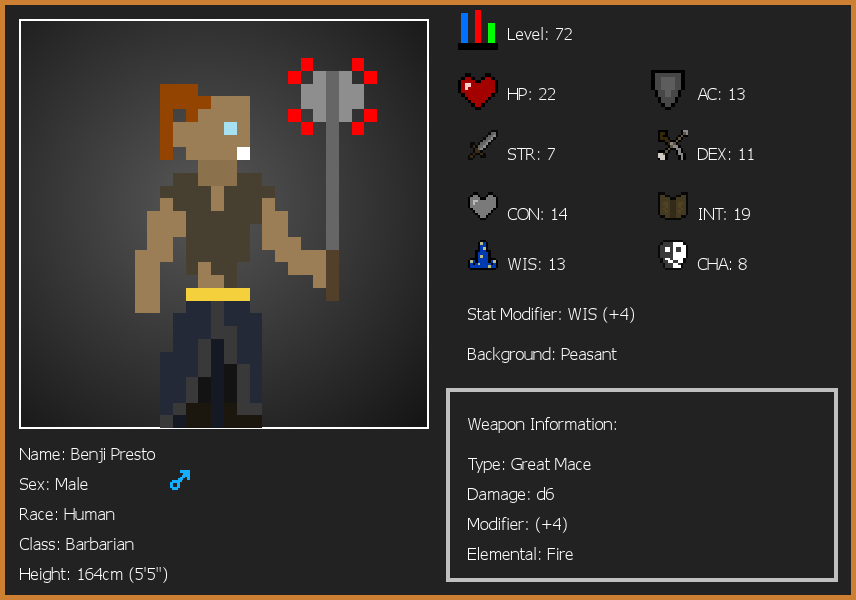 Level: 72
HP: 22
AC: 13
STR: 7
DEX: 11
CON: 14
INT: 19
WIS: 13
CHA: 8
Stat Modifier: WIS (+4)
Background: Peasant
Weapon Information:
Type: Great Mace
Damage: d6
Modifier: (+4)
Elemental: Fire
Name: Benji Presto
Sex: Male
Race: Human
Class: Barbarian
Height: 164cm (5'5")